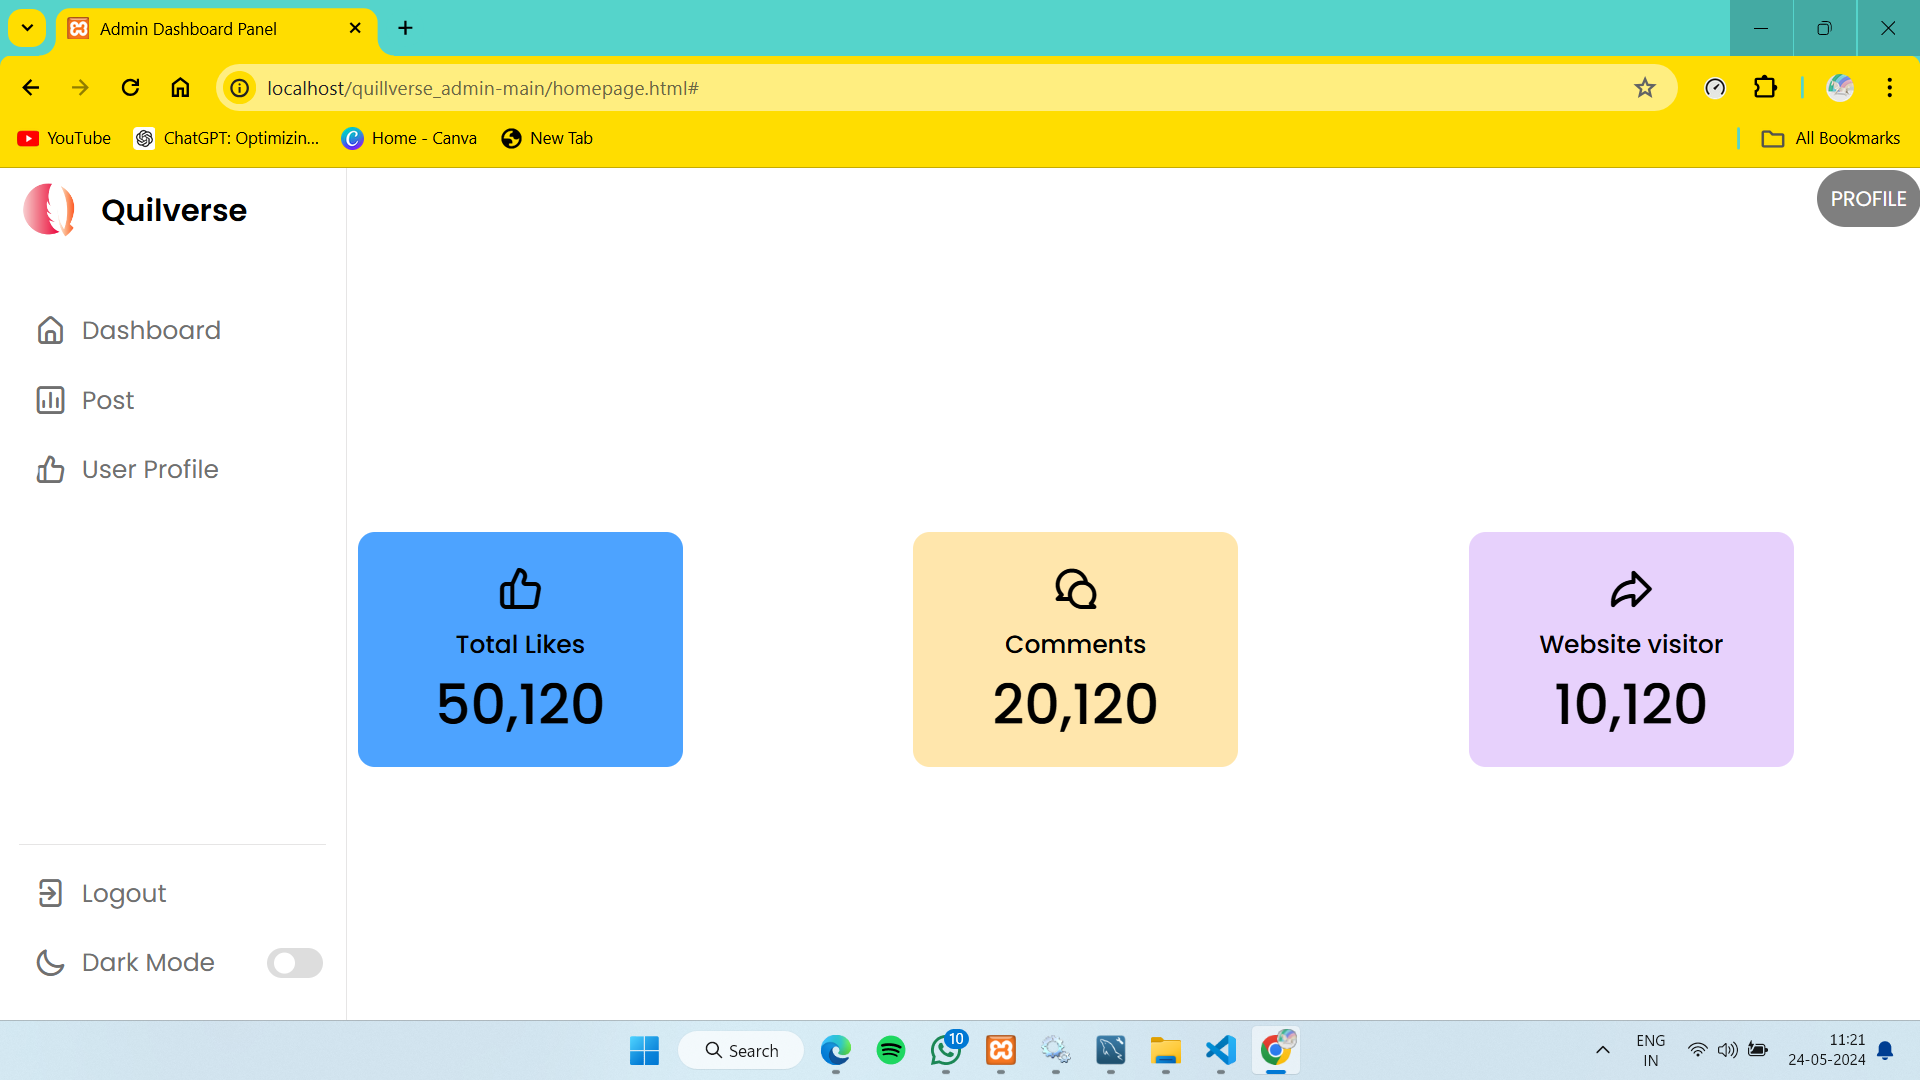 Admin Dashboard Panel
localhost/quillverse_admin-main/homepage.html#
YouTube
ChatGPT: Optimizin...
Home - Canva
New Tab
All Bookmarks
Quilverse
PROFILE
Dashboard
Post
User Profile
Total Likes
50,120
Comments
20,120
Website visitor
10,120
Logout
Dark Mode
Search
10
ENG
IN
11:21
24-05-2024